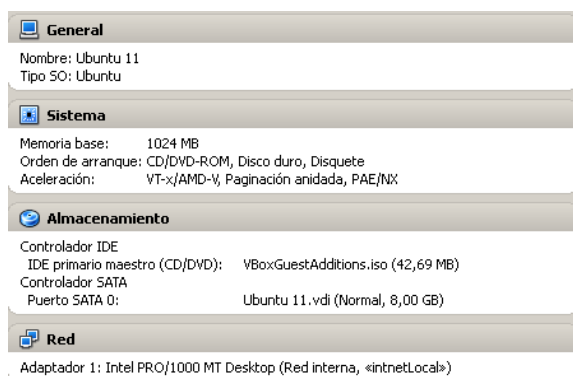 General
Nombre: Ubuntu 11
Tipo SO: Ubuntu
Sistema
Memoria base: 1024 MB
Orden de arranque: CD/DVD-ROM, Disco duro, Disquete
Aceleración: VT-x/AMD-V, Paginación anidada, PAE/NX
Almacenamiento
Controlador IDE
IDE primario maestro (CD/DVD): VBoxGuestAdditions.iso (42,69 MB)
Controlador SATA
Puerto SATA 0: Ubuntu 11.vdi (Normal, 8,00 GB)
Red
Adaptador 1: Intel PRO/1000 MT Desktop (Red interna, «intnetLocal»)